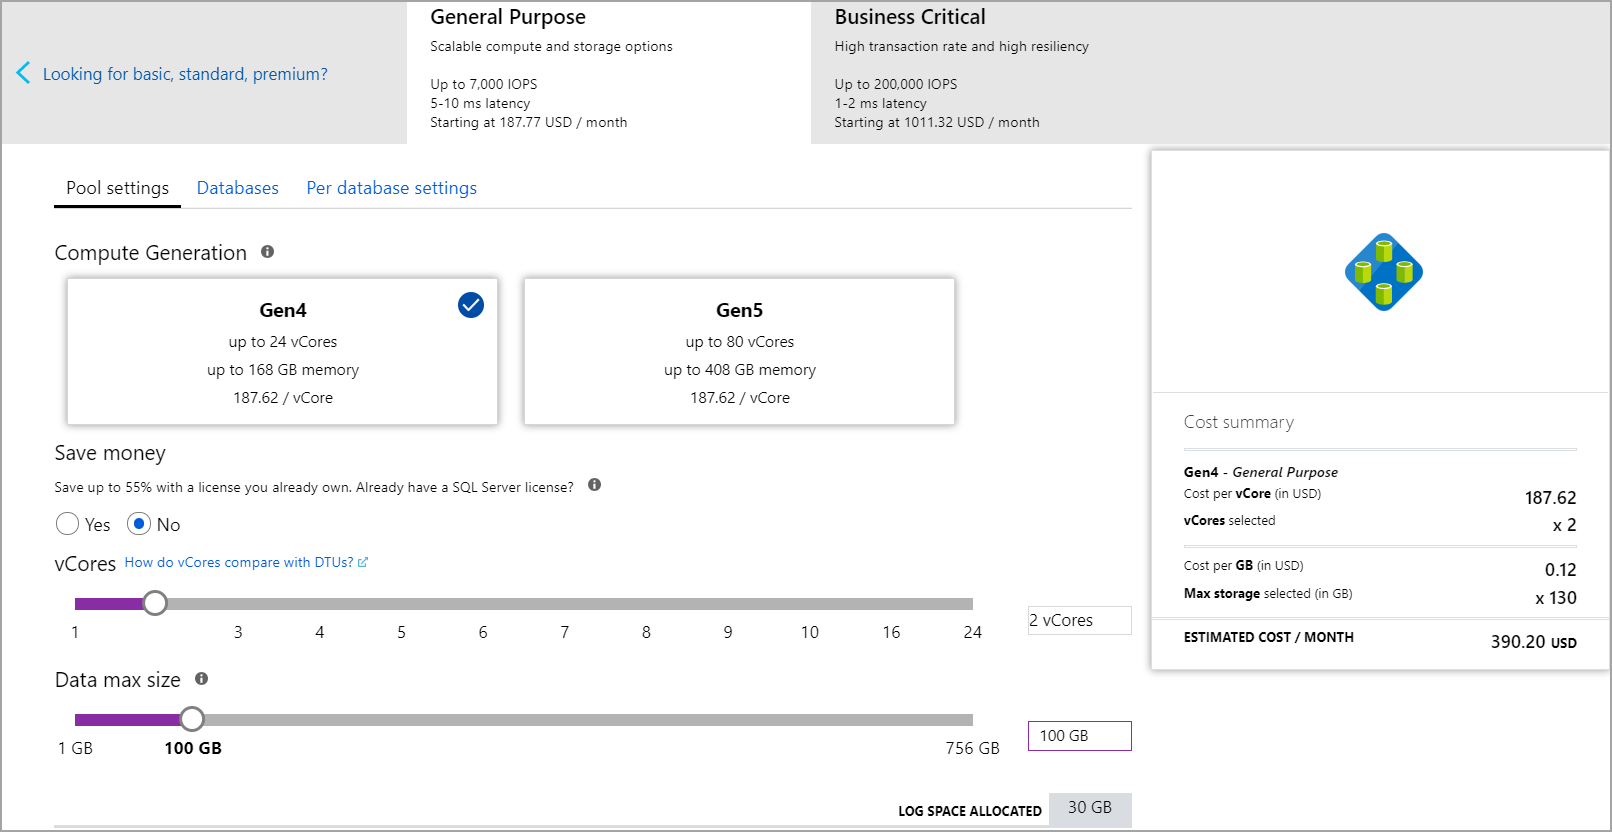 Looking for basic, standard, premium?
General Purpose
Scalable compute and storage options
Up to 7,000 IOPS
5-10 ms latency
Starting at 187.77 USD / month
Business Critical
High transaction rate and high resiliency
Up to 200,000 IOPS
1-2 ms latency
Starting at 1011.32 USD / month
Pool settings
Databases
Per database settings
Compute Generation
Gen4
up to 24 vCores
up to 168 GB memory
187.62 / vCore
Gen5
up to 80 vCores
up to 408 GB memory
187.62 / vCore
Save money
Save up to 55% with a license you already own. Already have a SQL Server license?
Yes No
vCores How do vCores compare with DTUs?
1 3 4 5 6 7 8 9 10 16 24
2 vCores
Data max size
1 GB 100 GB 756 GB
100 GB
LOG SPACE ALLOCATED 30 GB
Cost summary
Gen4 - General Purpose
Cost per vCore (in USD) 187.62
vCores selected x 2
Cost per GB (in USD) 0.12
Max storage selected (in GB) x 130
ESTIMATED COST / MONTH 390.20 USD